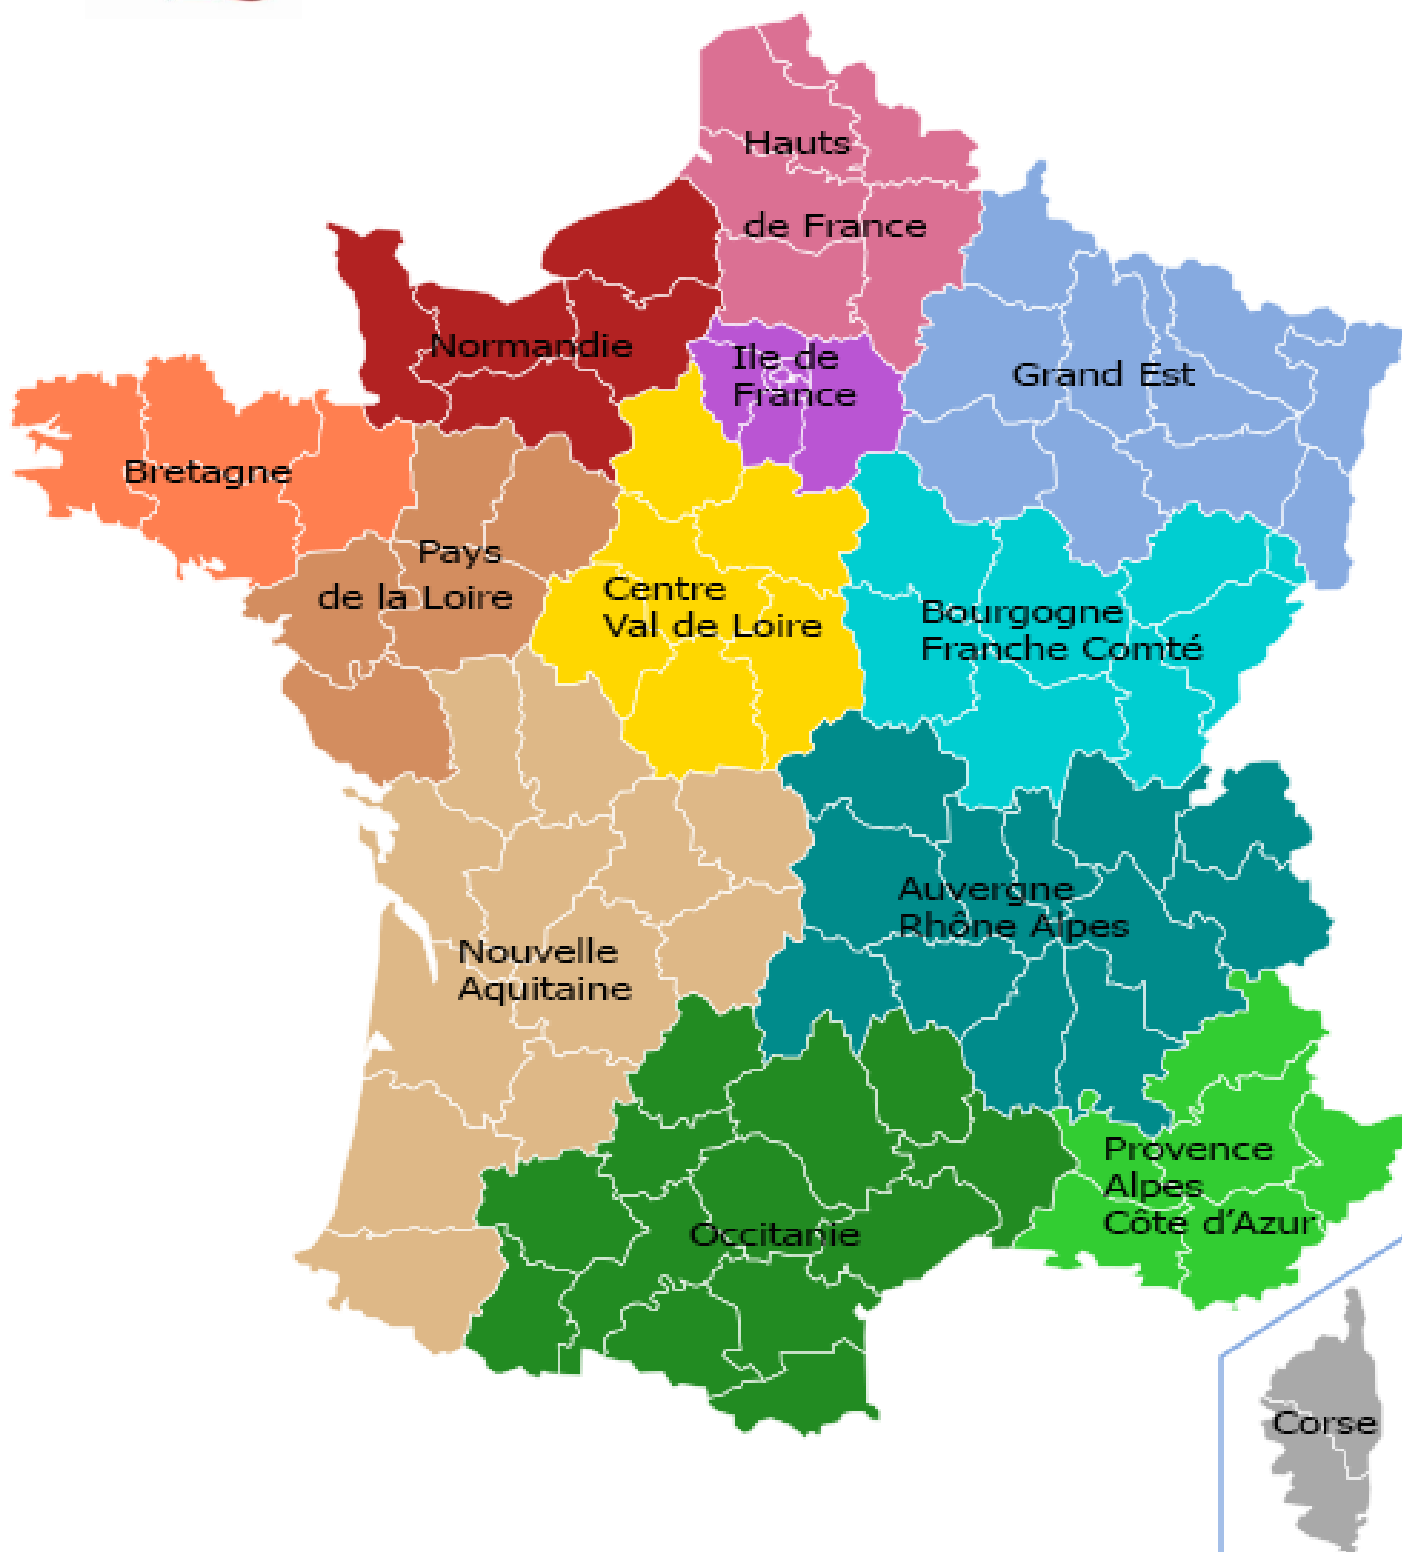 Hauts
de France
Normandie
Ile de
France
Grand Est
Bretagne
Pays
de la Loire
Centre
Val de Loire
Bourgogne
Franche Comté
Auvergne
Rhône Alpes
Nouvelle
Aquitaine
Provence
Alpes
Côte d'Azur
Occitanie
Corse